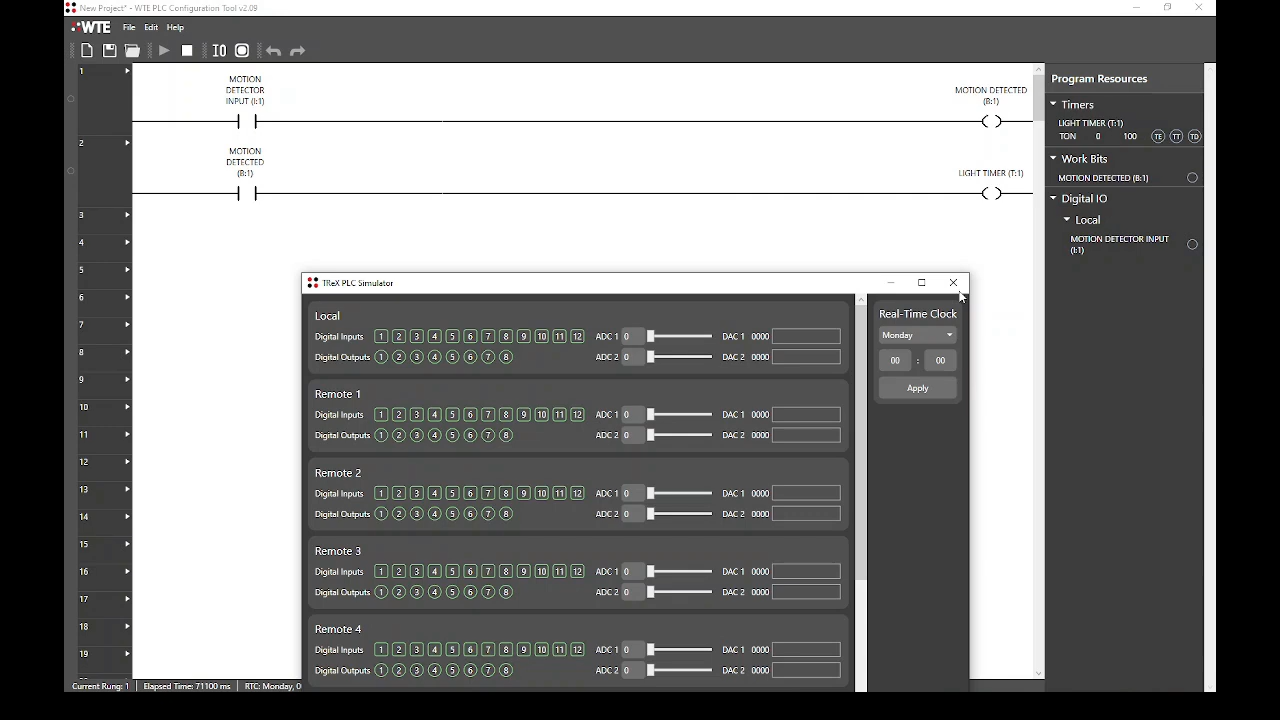 New Project* - WTE PLC Configuration Tool v2.09
WTE File Edit Help
IO
1
MOTION
DETECTOR
INPUT (I:1)
MOTION DETECTED
(B:1)
2
MOTION
DETECTED
(B:1)
LIGHT TIMER (T:1)
3
4
5
6
7
8
9
10
11
12
13
14
15
16
17
18
19
Program Resources
Timers
LIGHT TIMER (T:1)
TON 0 100 TE TT TD
Work Bits
MOTION DETECTED (B:1)
Digital IO
Local
MOTION DETECTOR INPUT
(I:1)
TReX PLC Simulator
Local
Digital Inputs 1 2 3 4 5 6 7 8 9 10 11 12 ADC 1 0 DAC 1 0000
Digital Outputs 1 2 3 4 5 6 7 8 ADC 2 0 DAC 2 0000
Remote 1
Digital Inputs 1 2 3 4 5 6 7 8 9 10 11 12 ADC 1 0 DAC 1 0000
Digital Outputs 1 2 3 4 5 6 7 8 ADC 2 0 DAC 2 0000
Remote 2
Digital Inputs 1 2 3 4 5 6 7 8 9 10 11 12 ADC 1 0 DAC 1 0000
Digital Outputs 1 2 3 4 5 6 7 8 ADC 2 0 DAC 2 0000
Remote 3
Digital Inputs 1 2 3 4 5 6 7 8 9 10 11 12 ADC 1 0 DAC 1 0000
Digital Outputs 1 2 3 4 5 6 7 8 ADC 2 0 DAC 2 0000
Remote 4
Digital Inputs 1 2 3 4 5 6 7 8 9 10 11 12 ADC 1 0 DAC 1 0000
Digital Outputs 1 2 3 4 5 6 7 8 ADC 2 0 DAC 2 0000
Real-Time Clock
Monday
00 : 00
Apply
Current Rung: 1 Elapsed Time: 71100 ms RTC: Monday, 0